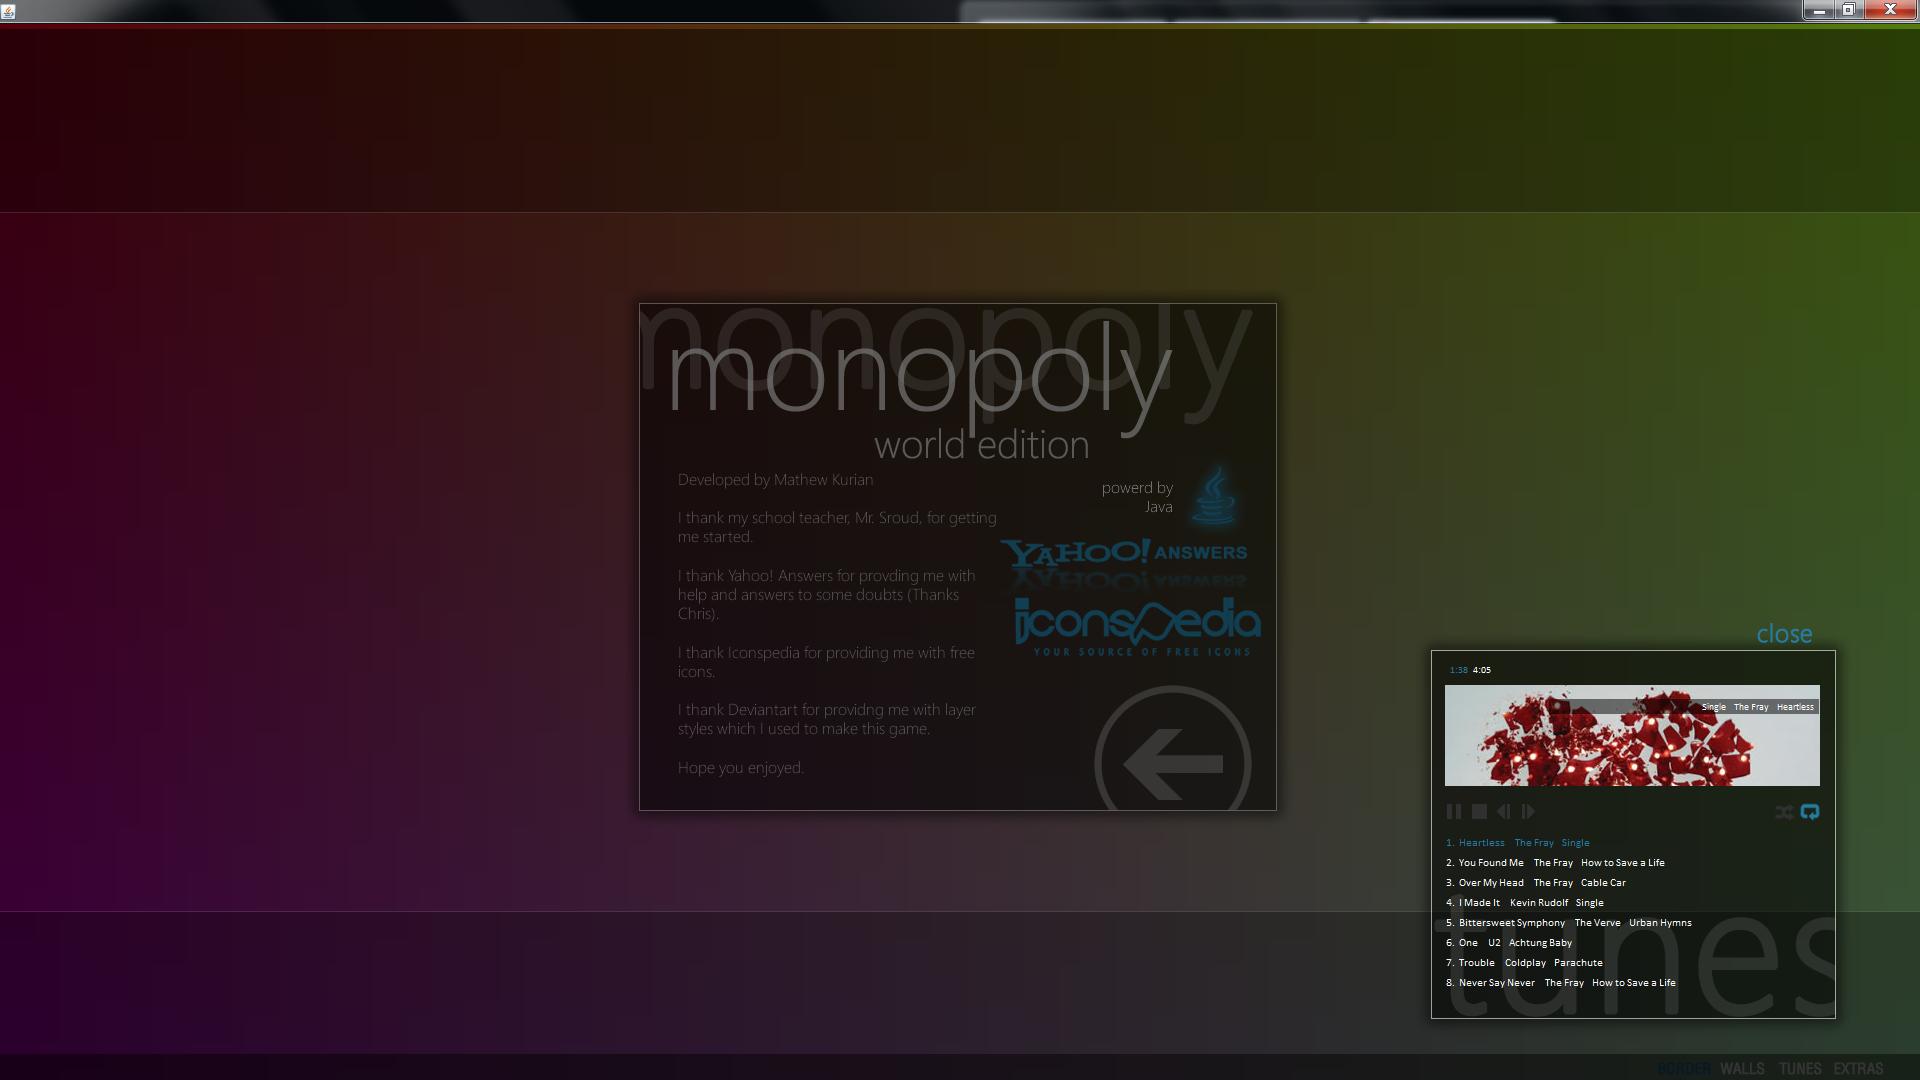 monopoly
monopoly
world edition
Developed by Mathew Kurian
I thank my school teacher, Mr. Sroud, for getting
me started.
I thank Yahoo! Answers for provding me with
help and answers to some doubts (Thanks
Chris).
I thank Iconspedia for providing me with free
icons.
I thank Deviantart for providng me with layer
styles which I used to make this game.
Hope you enjoyed.
powerd by
Java
YAHOO! ANSWERS
iconspedia
YOUR SOURCE OF FREE ICONS
close
1:38 4:05
Single The Fray Heartless
1. Heartless The Fray Single
2. You Found Me The Fray How to Save a Life
3. Over My Head The Fray Cable Car
4. I Made It Kevin Rudolf Single
5. Bittersweet Symphony The Verve Urban Hymns
6. One U2 Achtung Baby
7. Trouble Coldplay Parachute
8. Never Say Never The Fray How to Save a Life
tunes
BORDER WALLS TUNES EXTRAS